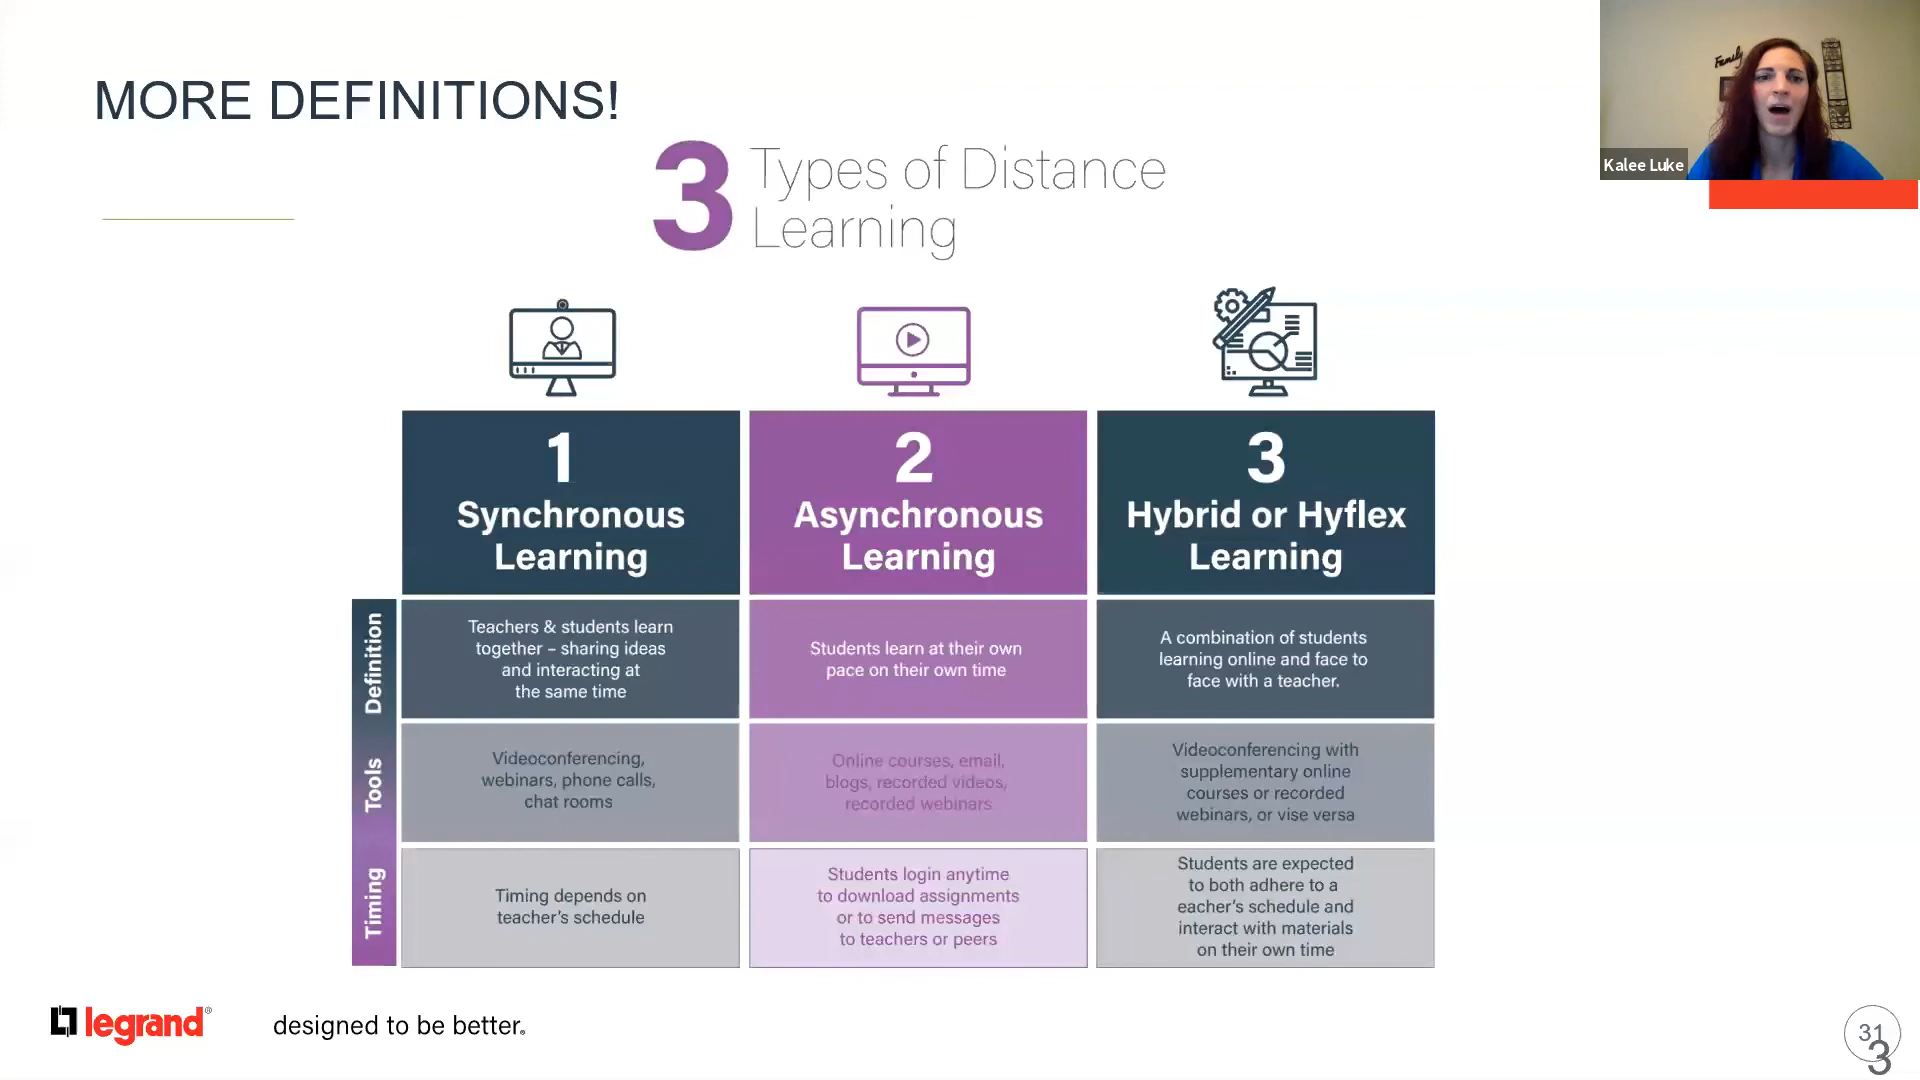 MORE DEFINITIONS!
3 Types of Distance
Learning
Family
Kalee Luke
1
Synchronous
Learning
2
Asynchronous
Learning
3
Hybrid or Hyflex
Learning
Definition
Teachers & students learn
together – sharing ideas
and interacting at
the same time
Students learn at their own
pace on their own time
A combination of students
learning online and face to
face with a teacher.
Tools
Videoconferencing,
webinars, phone calls,
chat rooms
Online courses, email,
blogs, recorded videos,
recorded webinars
Videoconferencing with
supplementary online
courses or recorded
webinars, or vise versa
Timing
Timing depends on
teacher's schedule
Students login anytime
to download assignments
or to send messages
to teachers or peers
Students are expected
to both adhere to a
eacher's schedule and
interact with materials
on their own time
legrand®
designed to be better.
31
3